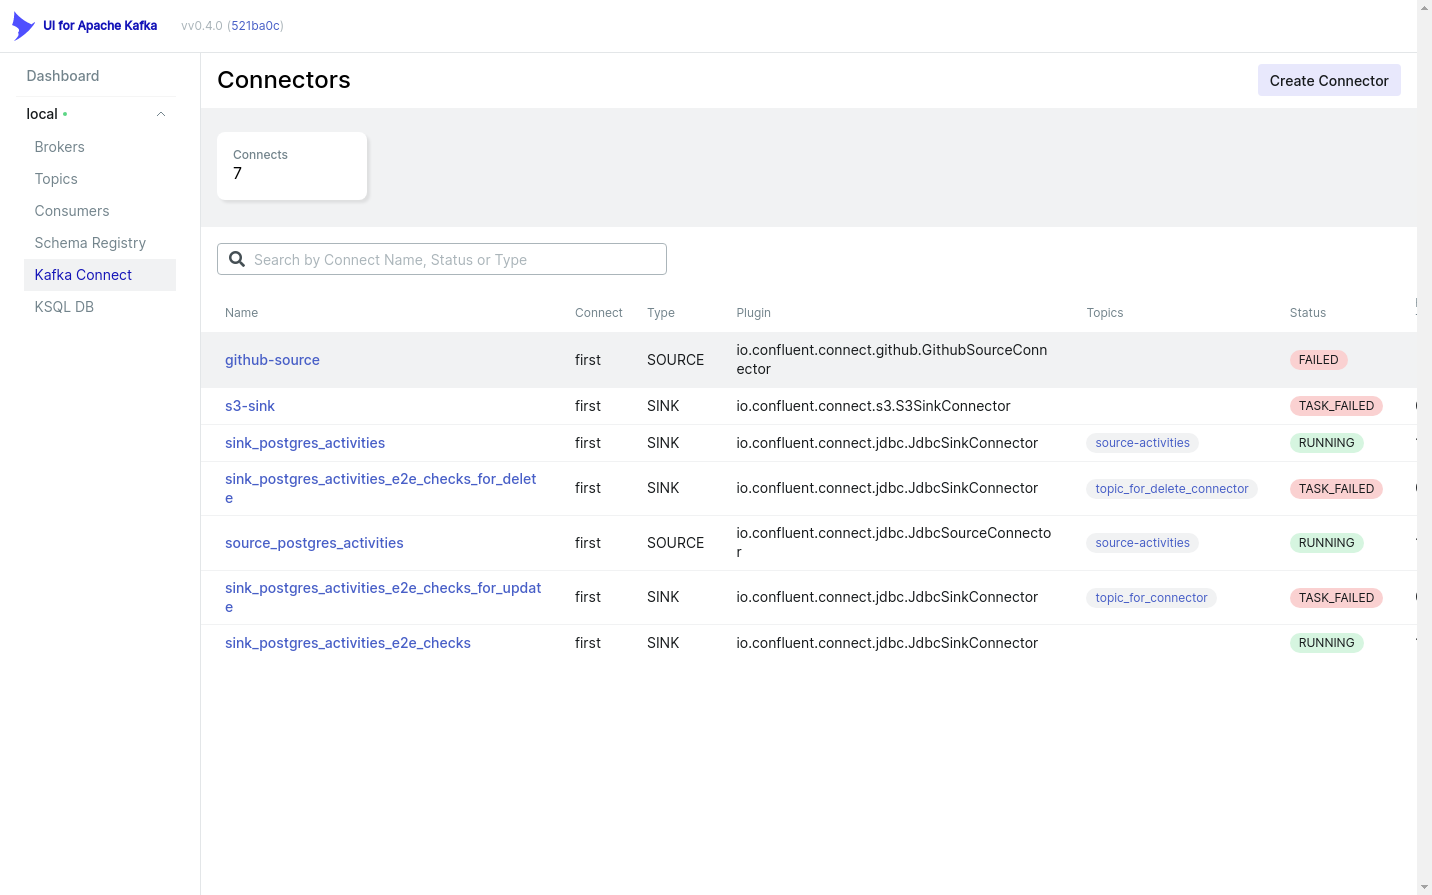 UI for Apache Kafka vv0.4.0 (521ba0c)
Dashboard
local
Brokers
Topics
Consumers
Schema Registry
Kafka Connect
KSQL DB
Connectors
Create Connector
Connects
7
Search by Connect Name, Status or Type
Name Connect Type Plugin Topics Status
github-source first SOURCE io.confluent.connect.github.GithubSourceConn
ector FAILED
s3-sink first SINK io.confluent.connect.s3.S3SinkConnector TASK_FAILED
sink_postgres_activities first SINK io.confluent.connect.jdbc.JdbcSinkConnector source-activities RUNNING
sink_postgres_activities_e2e_checks_for_delet
e first SINK io.confluent.connect.jdbc.JdbcSinkConnector topic_for_delete_connector TASK_FAILED
source_postgres_activities first SOURCE io.confluent.connect.jdbc.JdbcSourceConnecto
r source-activities RUNNING
sink_postgres_activities_e2e_checks_for_updat
e first SINK io.confluent.connect.jdbc.JdbcSinkConnector topic_for_connector TASK_FAILED
sink_postgres_activities_e2e_checks first SINK io.confluent.connect.jdbc.JdbcSinkConnector RUNNING